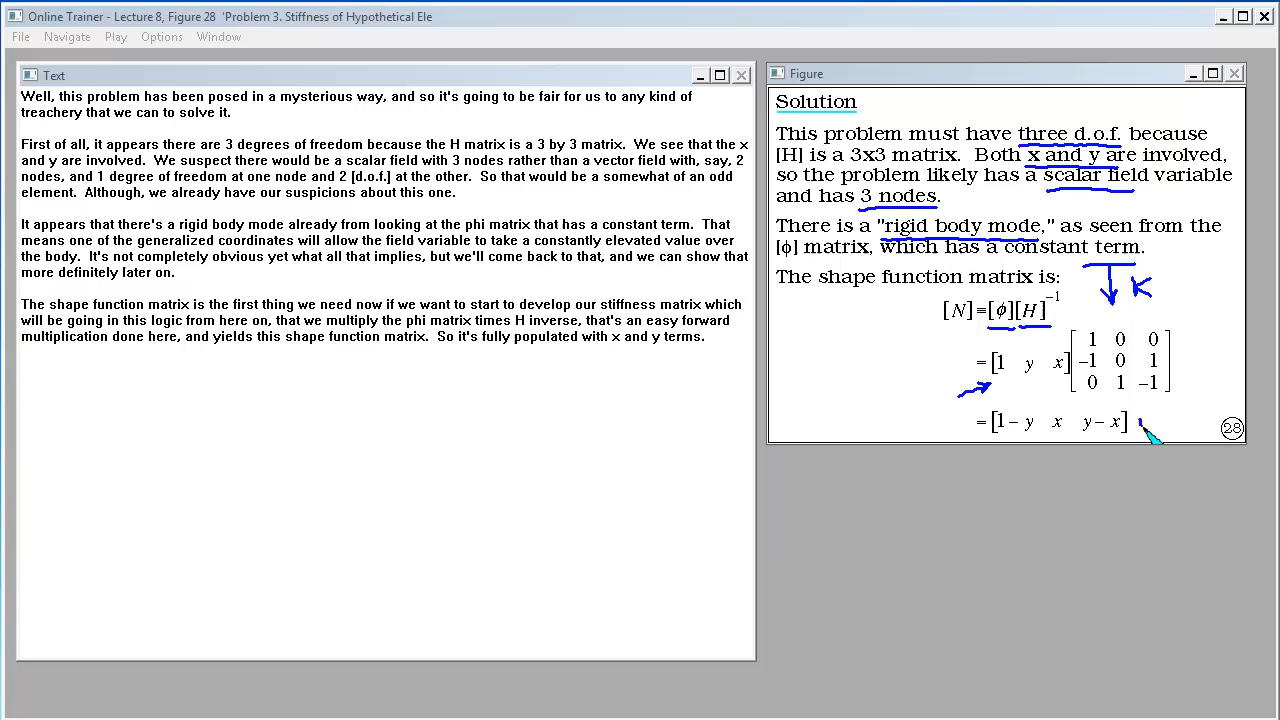 Online Trainer - Lecture 8, Figure 28 'Problem 3. Stiffness of Hypothetical Ele
File Navigate Play Options Window
Text
Well, this problem has been posed in a mysterious way, and so it's going to be fair for us to any kind of
treachery that we can to solve it.
First of all, it appears there are 3 degrees of freedom because the H matrix is a 3 by 3 matrix. We see that the x
and y are involved. We suspect there would be a scalar field with 3 nodes rather than a vector field with, say, 2
nodes, and 1 degree of freedom at one node and 2 [d.o.f.] at the other. So that would be a somewhat of an odd
element. Although, we already have our suspicions about this one.
It appears that there's a rigid body mode already from looking at the phi matrix that has a constant term. That
means one of the generalized coordinates will allow the field variable to take a constantly elevated value over
the body. It's not completely obvious yet what all that implies, but we'll come back to that, and we can show that
more definitely later on.
The shape function matrix is the first thing we need now if we want to start to develop our stiffness matrix which
will be going in this logic from here on, that we multiply the phi matrix times H inverse, that's an easy forward
multiplication done here, and yields this shape function matrix. So it's fully populated with x and y terms.
Figure
Solution
This problem must have three d.o.f. because
[H] is a 3x3 matrix. Both x and y are involved,
so the problem likely has a scalar field variable
and has 3 nodes.
There is a "rigid body mode," as seen from the
[ϕ] matrix, which has a constant term.
The shape function matrix is:
K
[N]=[ϕ][H]⁻¹
=[1 y x][1 0 0
-1 0 1
0 1 -1]
=[1-y x y-x]
28